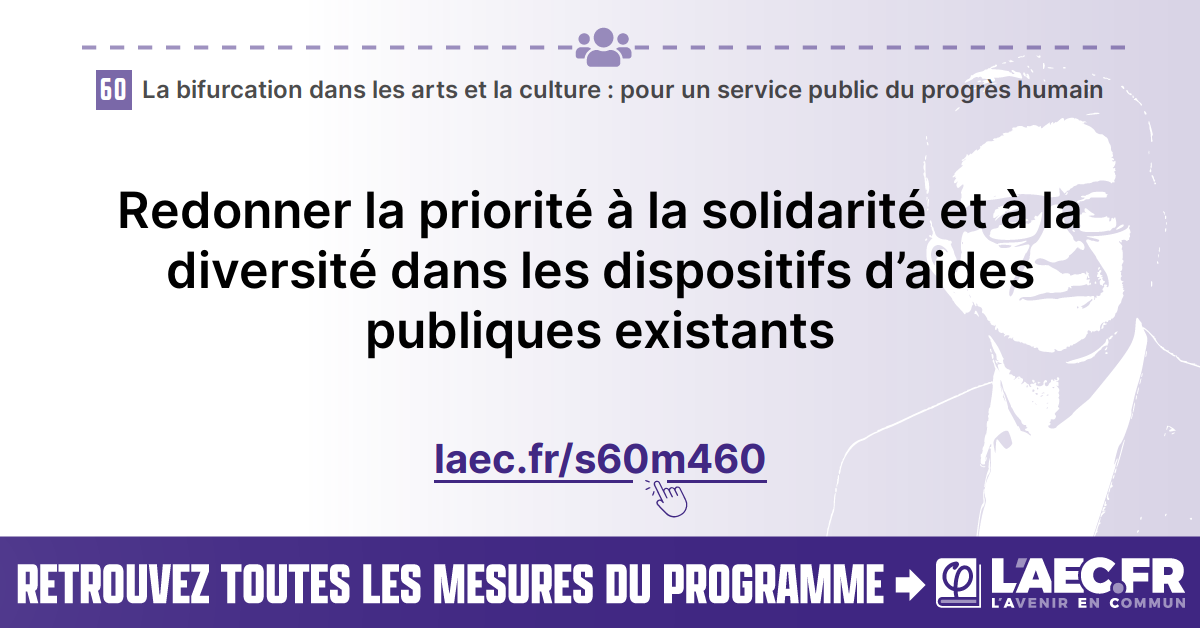 60 La bifurcation dans les arts et la culture : pour un service public du progrès humain
Redonner la priorité à la solidarité et à la
diversité dans les dispositifs d’aides
publiques existants
laec.fr/s60m460
RETROUVEZ TOUTES LES MESURES DU PROGRAMME → φ L'AEC.FR
L'AVENIR EN COMMUN